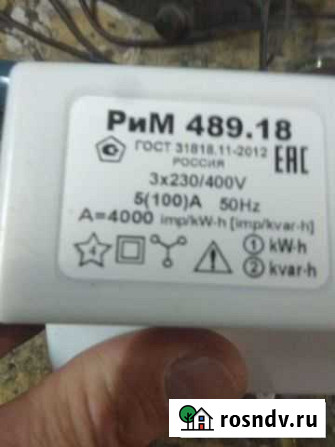 РиМ 489.18
ГОСТ 31818.11-2012
РОССИЯ
EAC
3x230/400V
5(100)A 50Hz
A=4000 imp/kW·h [imp/kvar·h]
4
1 kW·h
2 kvar·h
rosndv.ru